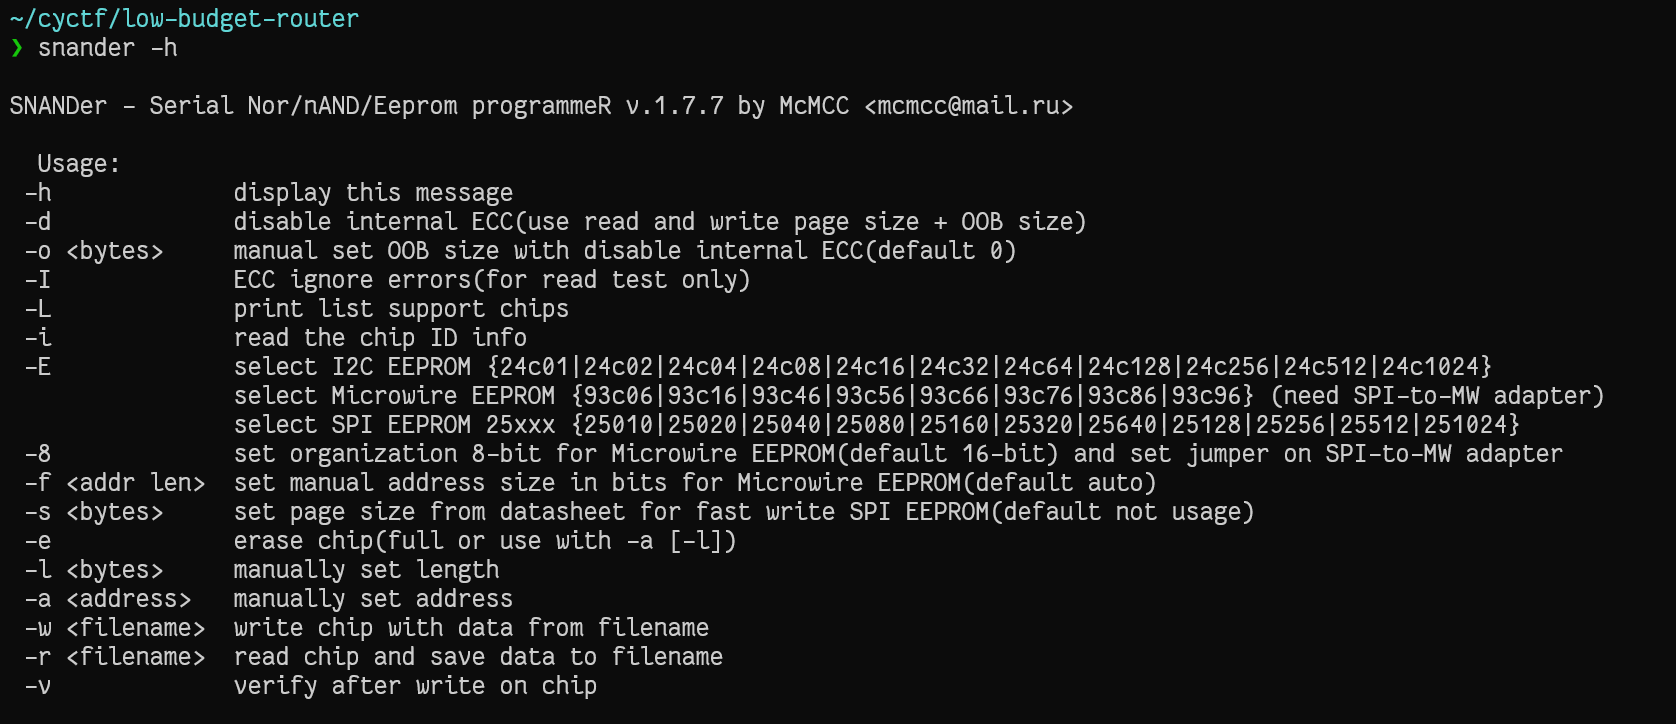 ~/cyctf/low-budget-router
❯ snander -h
SNANDer - Serial Nor/nAND/Eeprom programmeR v.1.7.7 by McMCC <mcmcc@mail.ru>
Usage:
-h display this message
-d disable internal ECC(use read and write page size + OOB size)
-o <bytes> manual set OOB size with disable internal ECC(default 0)
-I ECC ignore errors(for read test only)
-L print list support chips
-i read the chip ID info
-E select I2C EEPROM {24c01|24c02|24c04|24c08|24c16|24c32|24c64|24c128|24c256|24c512|24c1024}
select Microwire EEPROM {93c06|93c16|93c46|93c56|93c66|93c76|93c86|93c96} (need SPI-to-MW adapter)
select SPI EEPROM 25xxx {25010|25020|25040|25080|25160|25320|25640|25128|25256|25512|251024}
-8 set organization 8-bit for Microwire EEPROM(default 16-bit) and set jumper on SPI-to-MW adapter
-f <addr len> set manual address size in bits for Microwire EEPROM(default auto)
-s <bytes> set page size from datasheet for fast write SPI EEPROM(default not usage)
-e erase chip(full or use with -a [-l])
-l <bytes> manually set length
-a <address> manually set address
-w <filename> write chip with data from filename
-r <filename> read chip and save data to filename
-v verify after write on chip